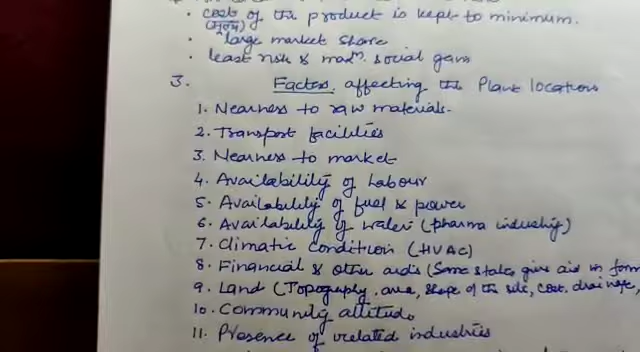 • cost of the product is kept to minimum.
(मूल्य)
• large market share
• least risk & maxm. social gain
3. Factors affecting the Plant location
1. Nearness to raw materials.
2. Transport facilities
3. Nearness to market
4. Availability of Labour
5. Availability of fuel & power
6. Availability of water (pharma industry)
7. Climatic condition (HVAC)
8. Financial & other aids (Some states give aid in form
9. Land (Topography, area, shape of the site, cost, drainage,
10. Community attitude
11. Presence of related industries